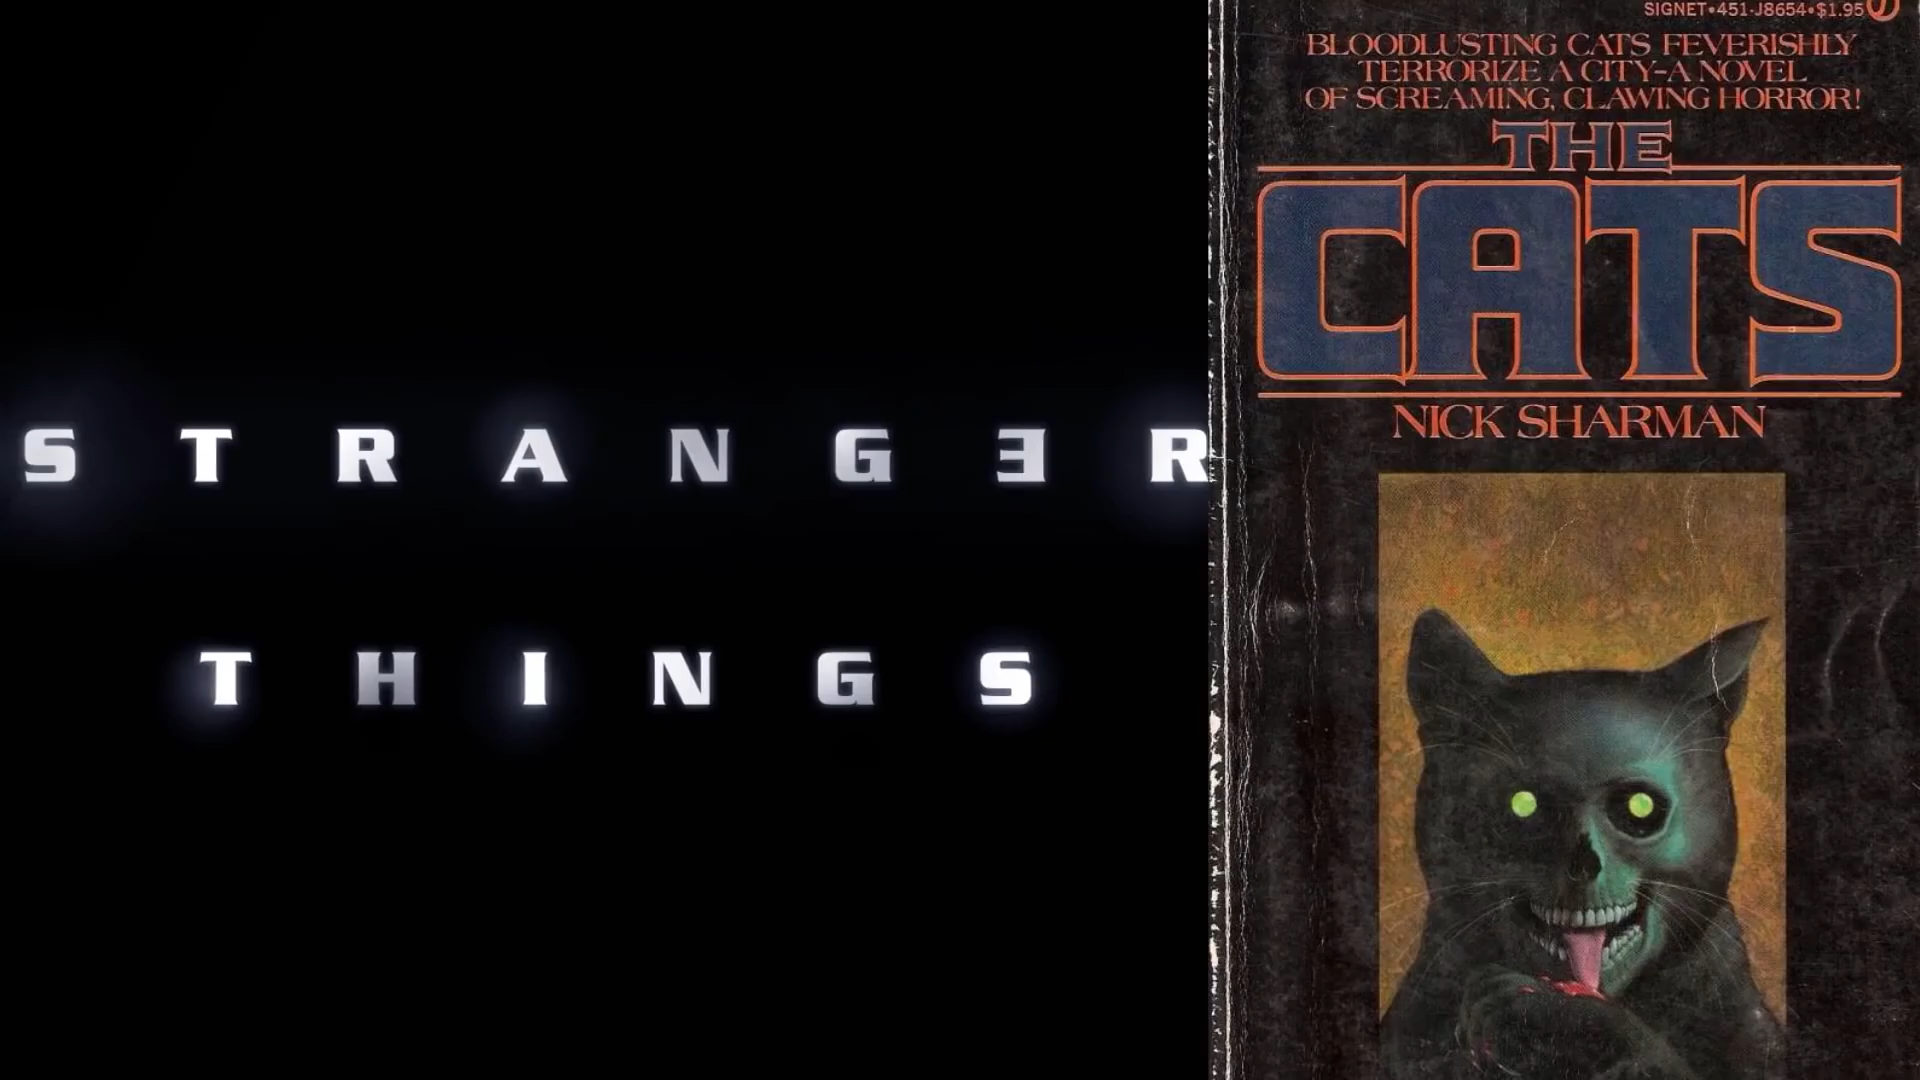 STRANGƎR
THINGS
SIGNET•451-J8654•$1.95
BLOODLUSTING CATS FEVERISHLY
TERRORIZE A CITY–A NOVEL
OF SCREAMING, CLAWING HORROR!
THE
CATS
NICK SHARMAN